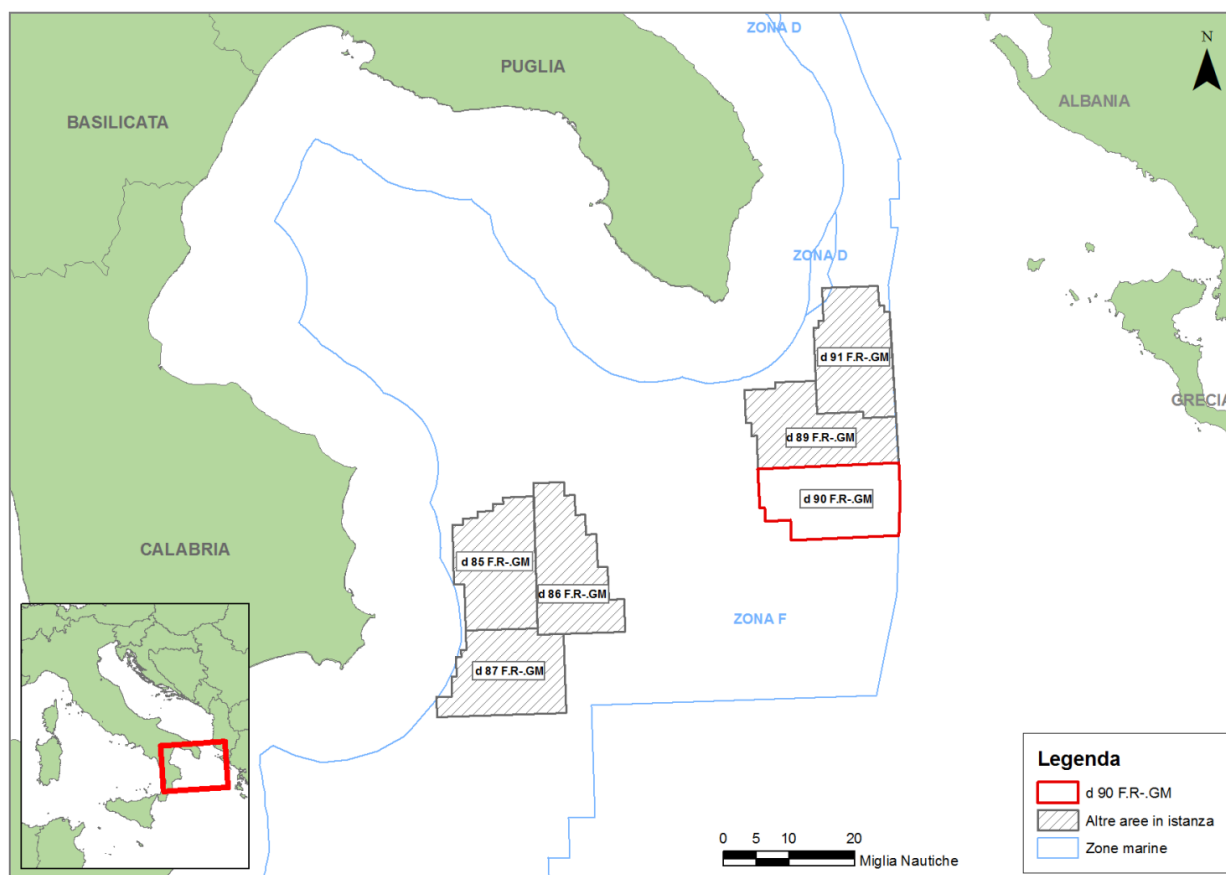 ZONA D
N
PUGLIA
ALBANIA
BASILICATA
ZONA D
d 91 F.R-.GM
GRECIA
d 89 F.R-.GM
d 90 F.R-.GM
CALABRIA
d 85 F.R-.GM
d 86 F.R-.GM
ZONA F
d 87 F.R-.GM
Legenda
d 90 F.R-.GM
Altre aree in istanza
Zone marine
0 5 10 20
Miglia Nautiche